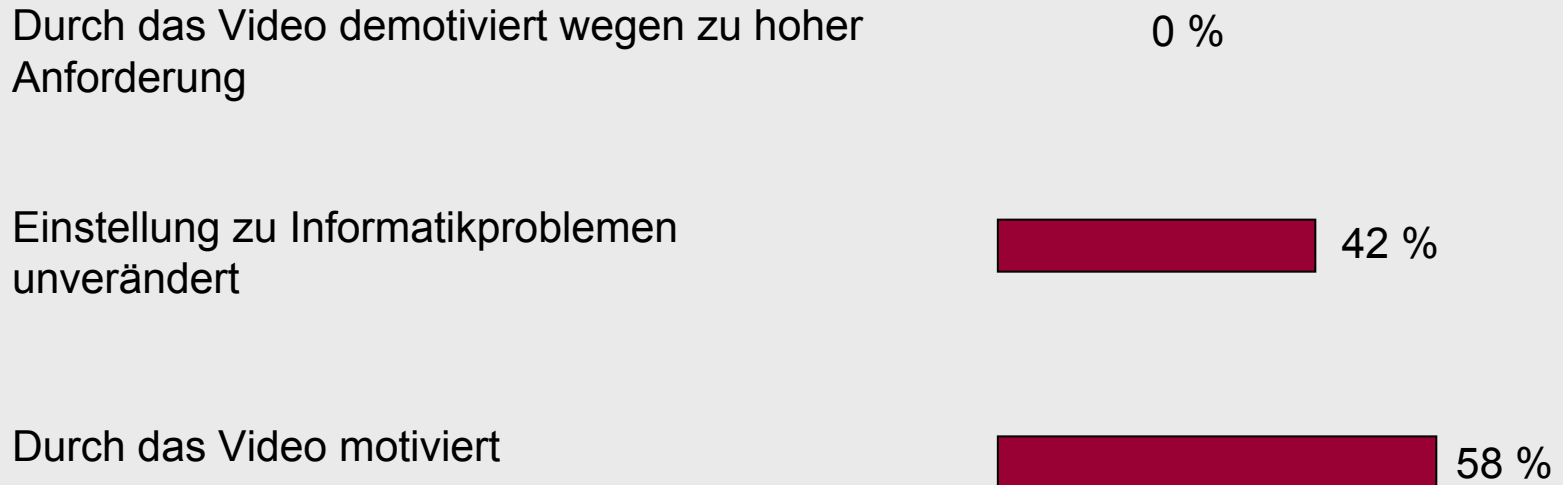 Durch das Video demotiviert wegen zu hoher 0 %
Anforderung
Einstellung zu Informatikproblemen 42 %
unverändert
Durch das Video motiviert 58 %